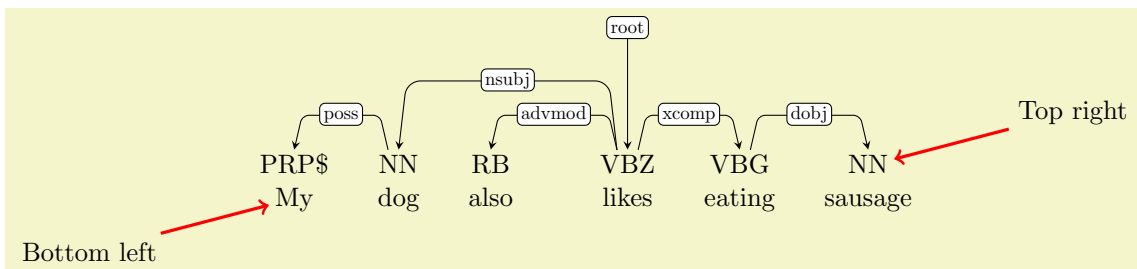 root
nsubj
poss advmod xcomp dobj
Top right
PRP$ NN RB VBZ VBG NN
My dog also likes eating sausage
Bottom left